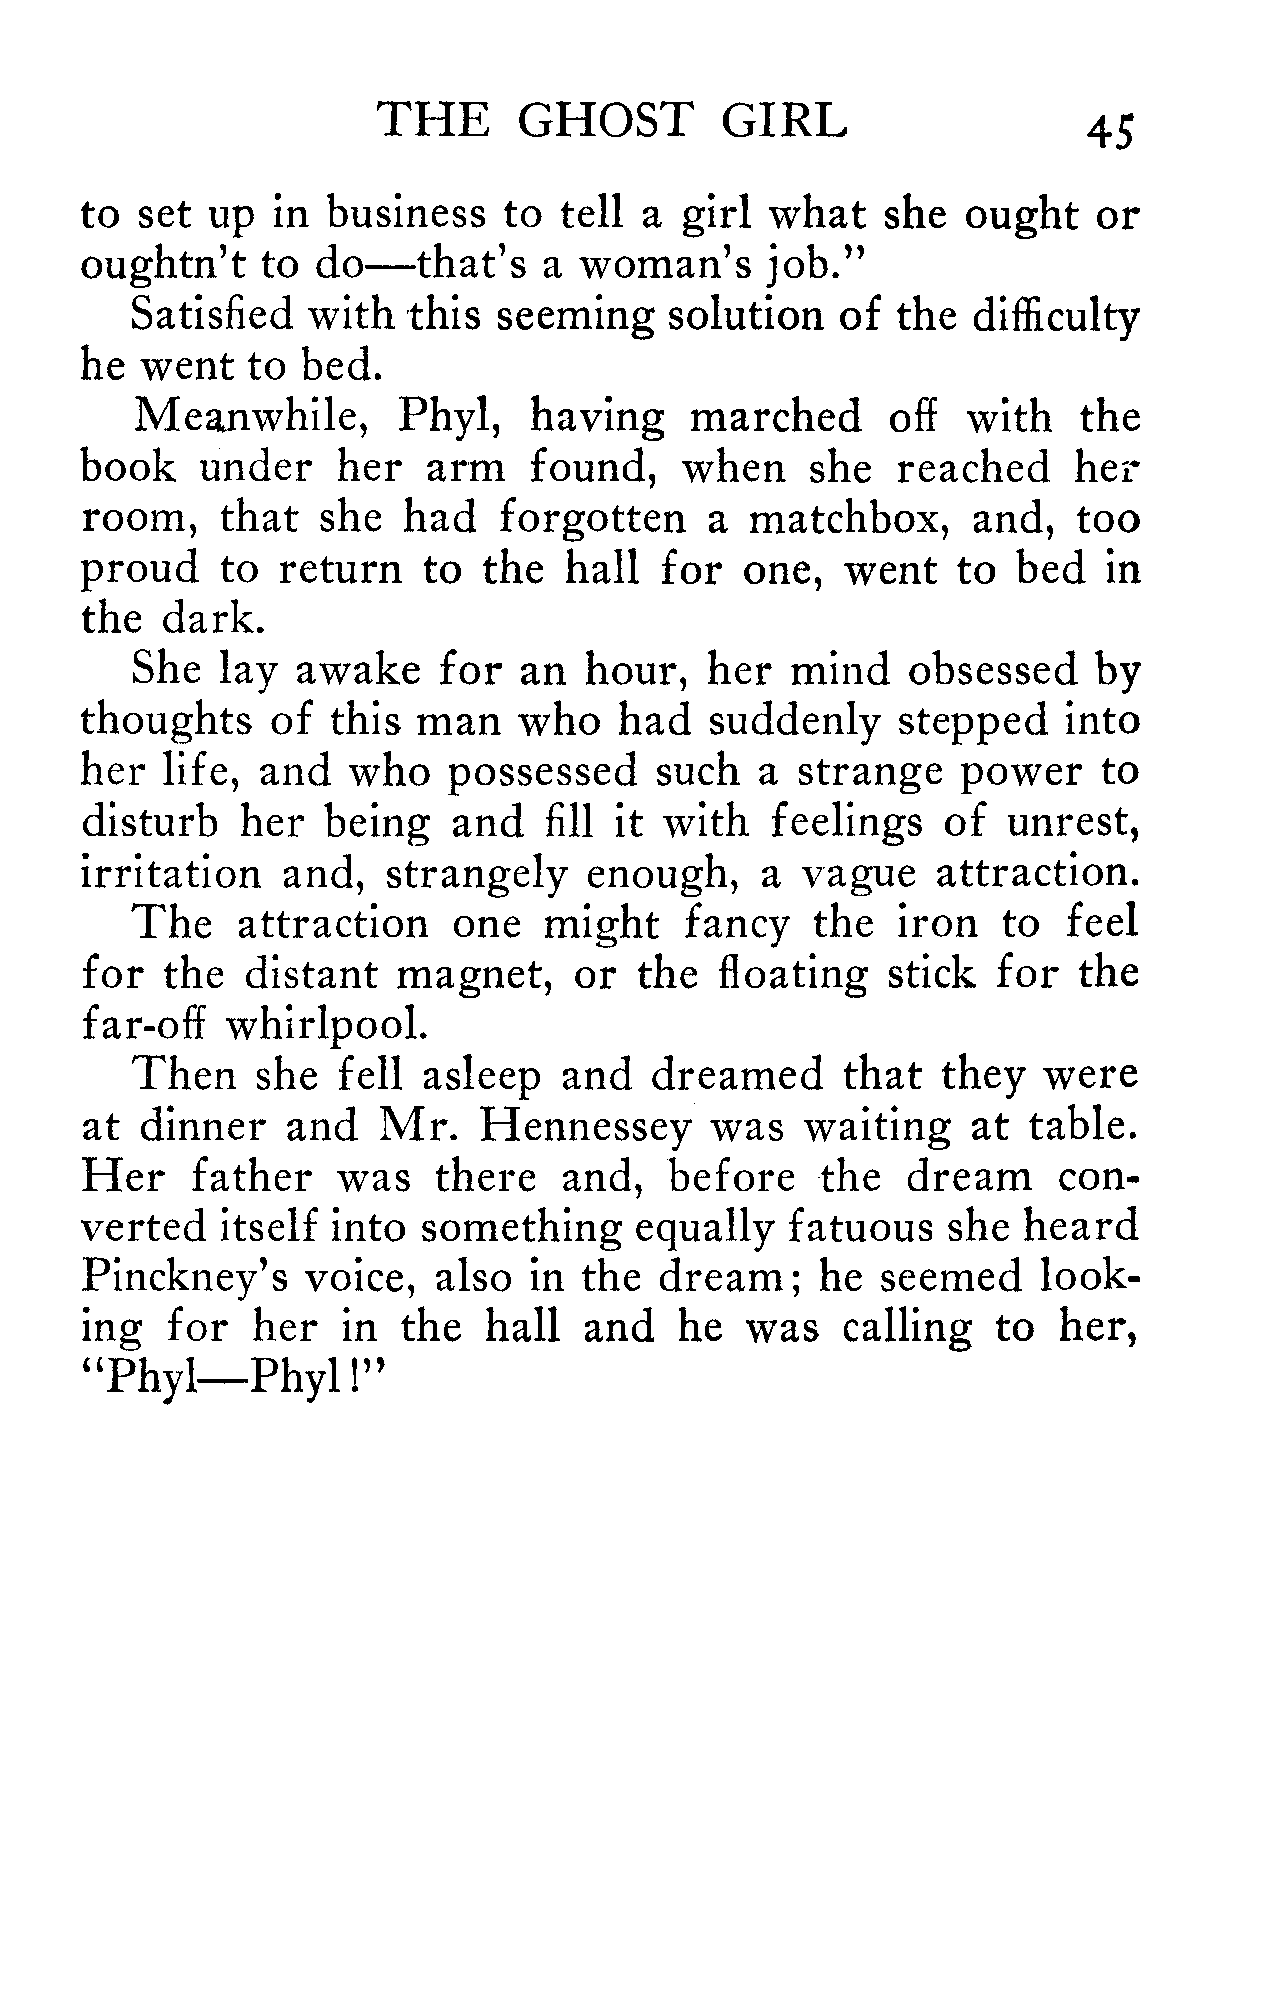 THE GHOST GIRL 45
to set up in business to tell a girl what she ought or
oughtn't to do—that's a woman's job."
Satisfied with this seeming solution of the difficulty
he went to bed.
Meanwhile, Phyl, having marched off with the
book under her arm found, when she reached her
room, that she had forgotten a matchbox, and, too
proud to return to the hall for one, went to bed in
the dark.
She lay awake for an hour, her mind obsessed by
thoughts of this man who had suddenly stepped into
her life, and who possessed such a strange power to
disturb her being and fill it with feelings of unrest,
irritation and, strangely enough, a vague attraction.
The attraction one might fancy the iron to feel
for the distant magnet, or the floating stick for the
far-off whirlpool.
Then she fell asleep and dreamed that they were
at dinner and Mr. Hennessey was waiting at table.
Her father was there and, before the dream con-
verted itself into something equally fatuous she heard
Pinckney's voice, also in the dream; he seemed look-
ing for her in the hall and he was calling to her,
"Phyl—Phyl!"